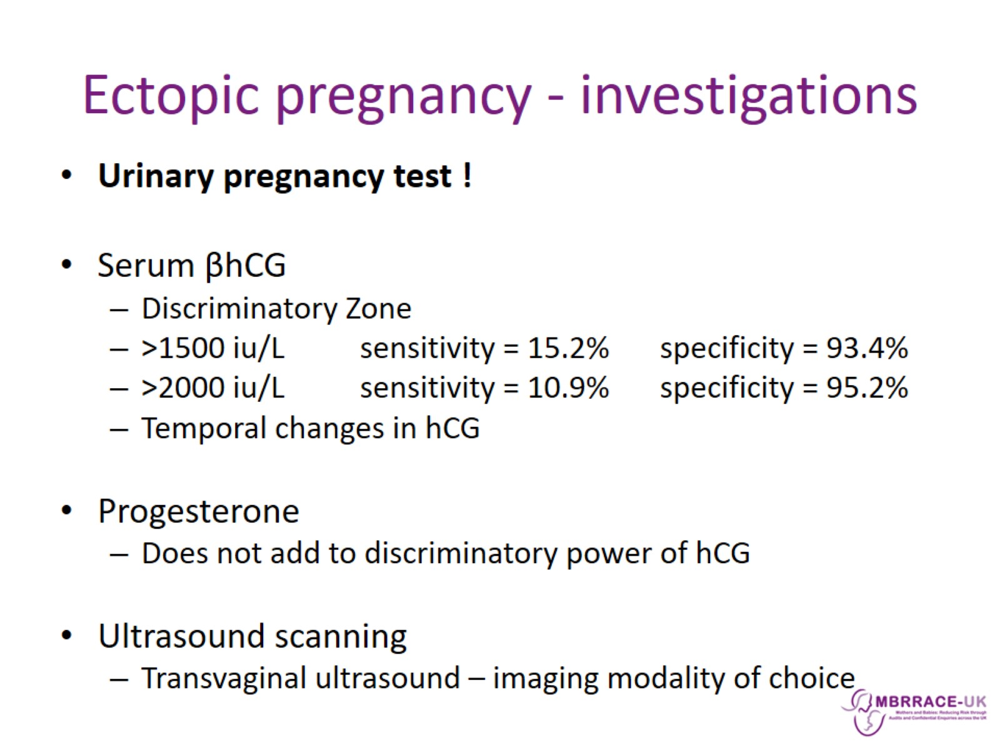 Ectopic pregnancy - investigations
• Urinary pregnancy test !
• Serum βhCG
– Discriminatory Zone
– >1500 iu/L sensitivity = 15.2% specificity = 93.4%
– >2000 iu/L sensitivity = 10.9% specificity = 95.2%
– Temporal changes in hCG
• Progesterone
– Does not add to discriminatory power of hCG
• Ultrasound scanning
– Transvaginal ultrasound – imaging modality of choice
MBRRACE-UK
Mothers and Babies: Reducing Risk through
Audits and Confidential Enquiries across the UK